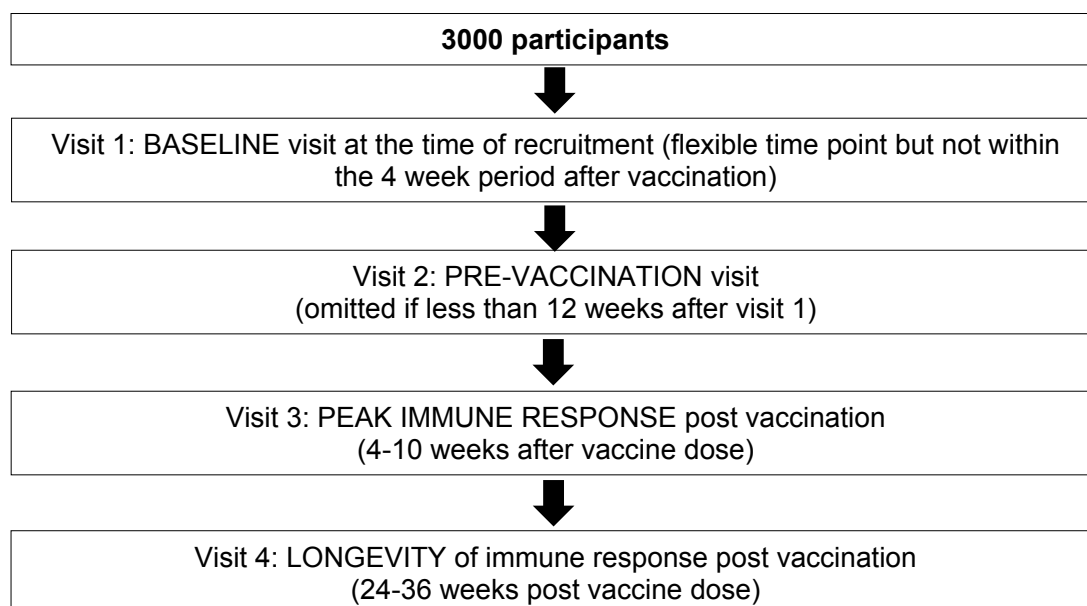 3000 participants
Visit 1: BASELINE visit at the time of recruitment (flexible time point but not within
the 4 week period after vaccination)
Visit 2: PRE-VACCINATION visit
(omitted if less than 12 weeks after visit 1)
Visit 3: PEAK IMMUNE RESPONSE post vaccination
(4-10 weeks after vaccine dose)
Visit 4: LONGEVITY of immune response post vaccination
(24-36 weeks post vaccine dose)